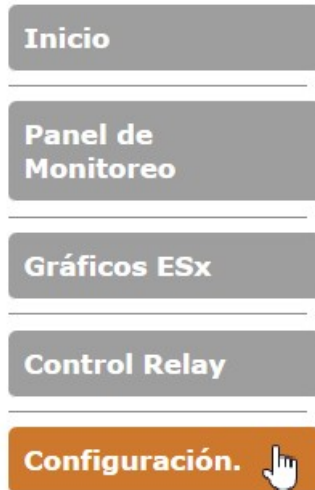 Inicio
Panel de
Monitoreo
Gráficos ESx
Control Relay
Configuración.